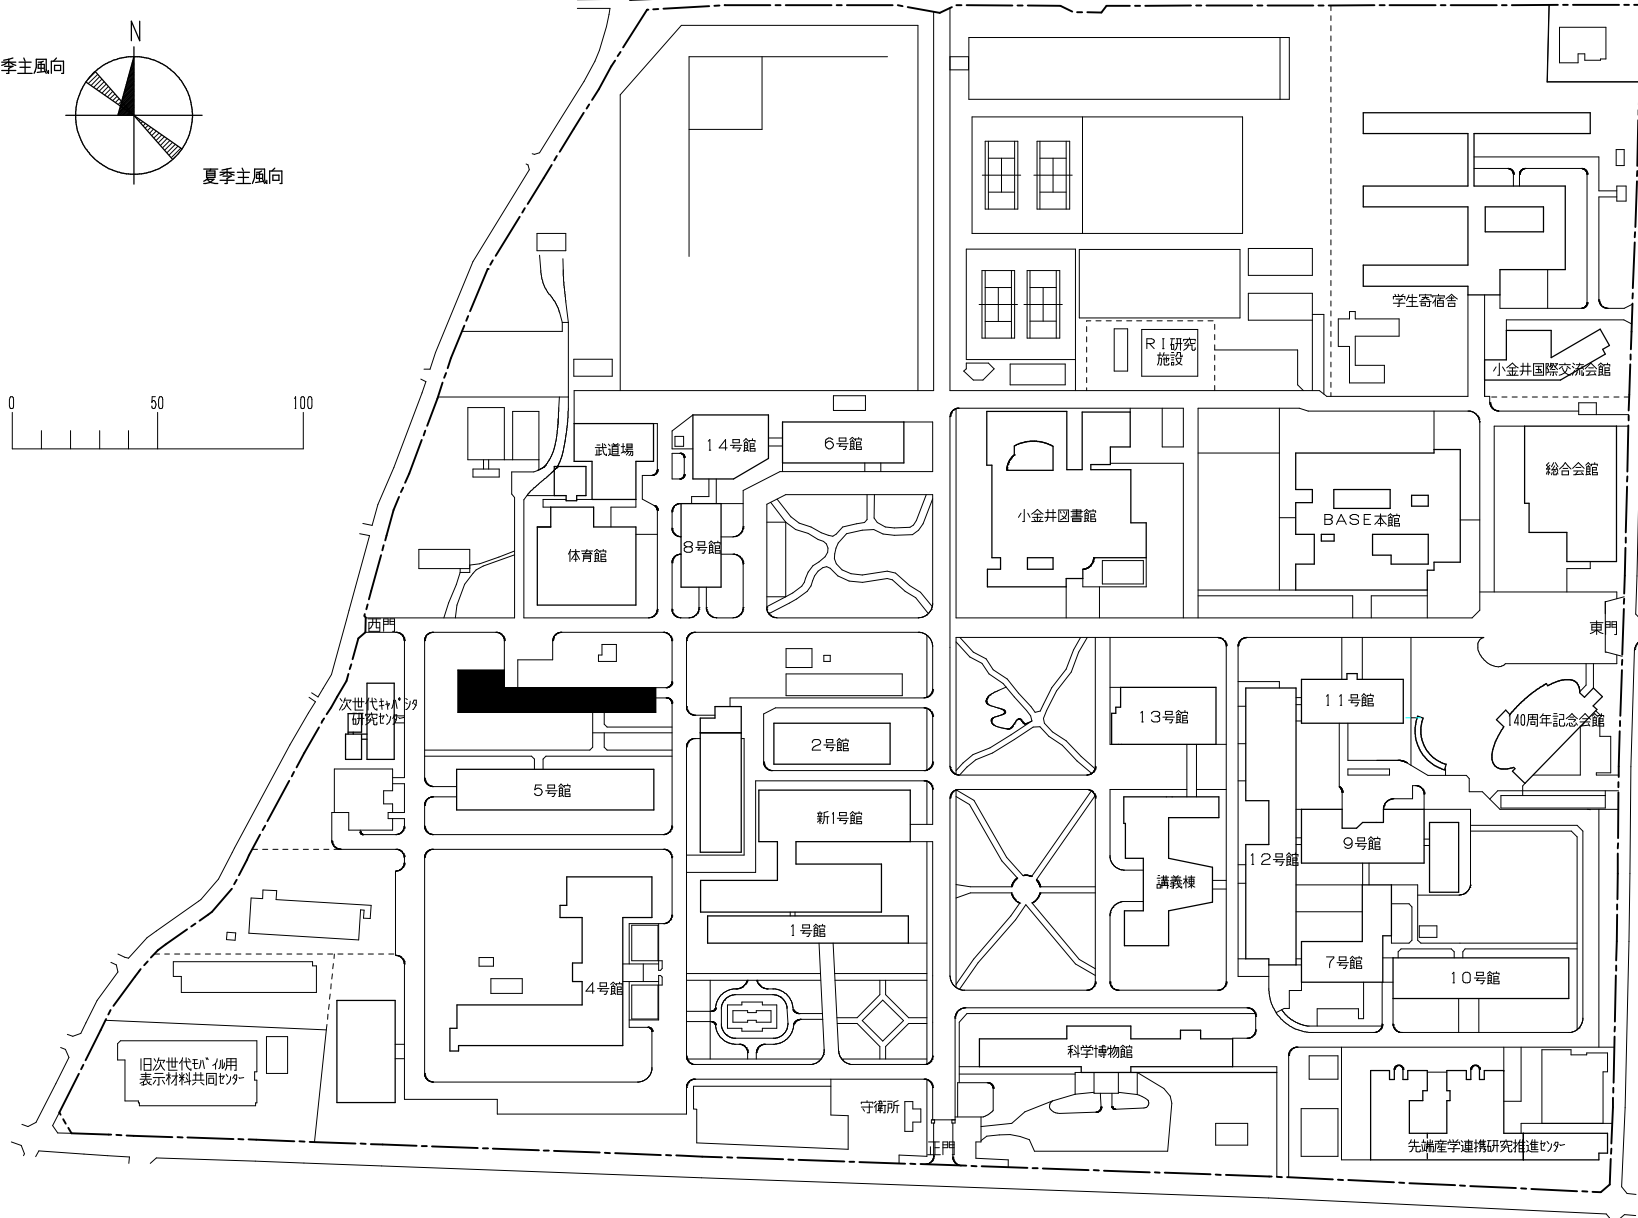 N
季主風向
夏季主風向
0 50 100
学生寄宿舎
ＲＩ研究
施設
小金井国際交流会館
武道場
１４号館
６号館
総合会館
小金井図書館
ＢＡＳＥ本館
８号館
体育館
西門
東門
次世代ｷｬﾊﾟｼﾀ
研究ｾﾝﾀｰ
１１号館
１３号館
140周年記念会館
２号館
５号館
新1号館
９号館
１２号館
講義棟
１号館
７号館
１０号館
４号館
科学博物館
旧次世代ﾓﾊﾞｲﾙ用
表示材料共同ｾﾝﾀｰ
守衛所
正門
先端産学連携研究推進ｾﾝﾀｰ